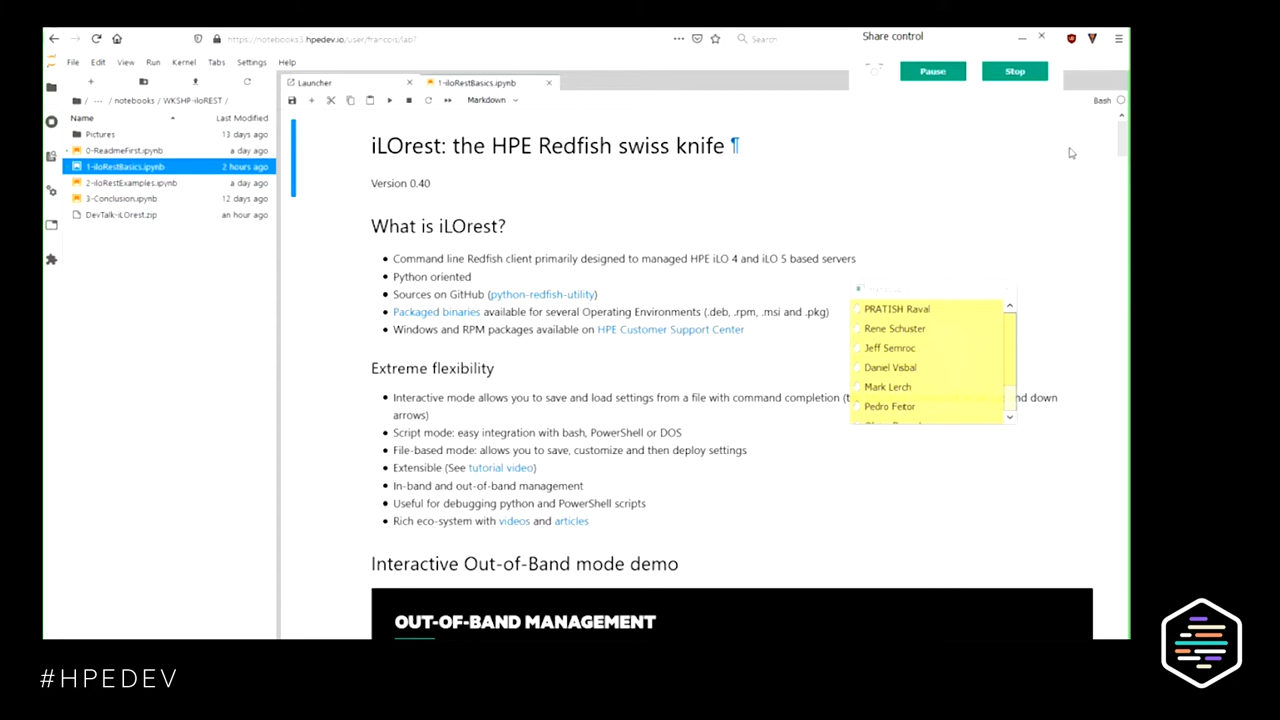 https://notebooks3.hpedev.io/user/francois/lab?
Search
Share control
Pause
Stop
File Edit View Run Kernel Tabs Settings Help
Launcher
1-iloRestBasics.ipynb
Markdown
Bash
/ ··· / notebooks / WKSHP-iloREST /
Name Last Modified
Pictures 13 days ago
0-ReadmeFirst.ipynb a day ago
1-iloRestBasics.ipynb 2 hours ago
2-iloRestExamples.ipynb a day ago
3-Conclusion.ipynb 12 days ago
DevTalk-iLOrest.zip an hour ago
iLOrest: the HPE Redfish swiss knife ¶
Version 0.40
What is iLOrest?
Command line Redfish client primarily designed to managed HPE iLO 4 and iLO 5 based servers
Python oriented
Sources on GitHub (python-redfish-utility)
Packaged binaries available for several Operating Environments (.deb, .rpm, .msi and .pkg)
Windows and RPM packages available on HPE Customer Support Center
PRATISH Raval
Rene Schuster
Jeff Semroc
Daniel Visbal
Mark Lerch
Pedro Feitor
Extreme flexibility
Interactive mode allows you to save and load settings from a file with command completion (t nd down
arrows)
Script mode: easy integration with bash, PowerShell or DOS
File-based mode: allows you to save, customize and then deploy settings
Extensible (See tutorial video)
In-band and out-of-band management
Useful for debugging python and PowerShell scripts
Rich eco-system with videos and articles
Interactive Out-of-Band mode demo
OUT-OF-BAND MANAGEMENT
#HPEDEV